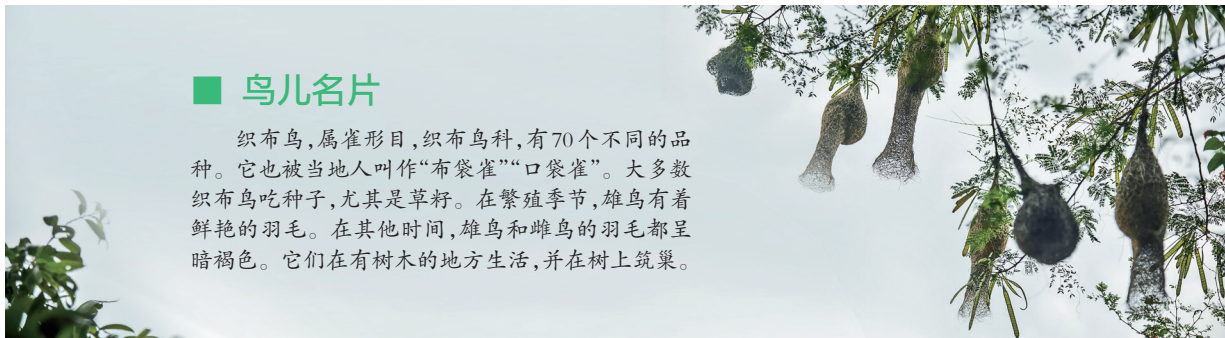 ■ 鸟儿名片
织布鸟,属雀形目,织布鸟科,有70个不同的品
种。它也被当地人叫作“布袋雀”“口袋雀”。大多数
织布鸟吃种子,尤其是草籽。在繁殖季节,雄鸟有着
鲜艳的羽毛。在其他时间,雄鸟和雌鸟的羽毛都呈
暗褐色。它们在有树木的地方生活,并在树上筑巢。